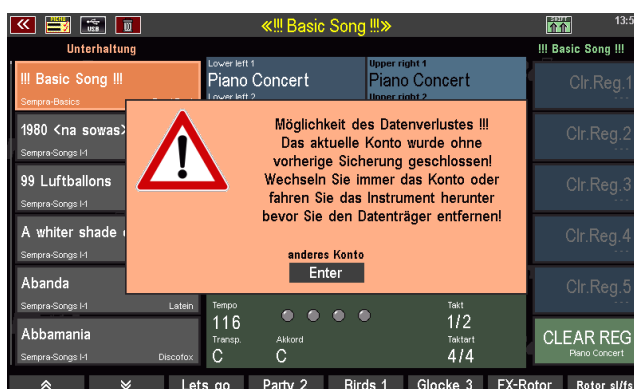 MENU
USB
«!!! Basic Song !!!»
SHIFT
13:5
Unterhaltung
!!! Basic Song !!!
!!! Basic Song !!!
Sempra-Basics
Lower left 1
Piano Concert
Lower left 2
Upper right 1
Piano Concert
Upper right 2
Clr.Reg.1
---
1980 <na sowas>
Sempra-Songs I-1
Clr.Reg.2
---
99 Luftballons
Sempra-Songs I-1
Clr.Reg.3
---
A whiter shade
Sempra-Songs I-1
Clr.Reg.4
---
Möglichkeit des Datenverlustes !!!
Das aktuelle Konto wurde ohne
vorherige Sicherung geschlossen!
Wechseln Sie immer das Konto oder
fahren Sie das Instrument herunter
bevor Sie den Datenträger entfernen!
anderes Konto
Enter
Abanda
Sempra-Songs I-1
Latein
Clr.Reg.5
---
Abbamania
Sempra-Songs I-1
Discofox
Tempo
116
Takt
1/2
Transp.
C
Akkord
C
Taktart
4/4
CLEAR REG
Piano Concert
Lets go
Party 2
Birds 1
Glocke 3
FX-Rotor
Rotor sl/fs